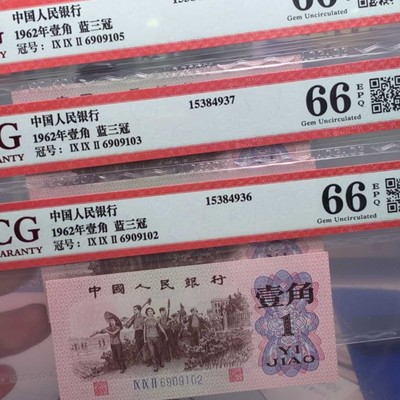 中国人民银行
1962年壹角 蓝三冠
冠号: IX IX II 6909105
66
Gem Uncirculated
中国人民银行
1962年壹角 蓝三冠
冠号: IX IX II 6909103
15384937
66 EPQ
Gem Uncirculated
G
RANTY
中国人民银行
1962年壹角 蓝三冠
冠号: IX IX II 6909102
15384936
66 EPQ
Gem Uncirculated
CG
ARANTY
中國人民銀行
壹角
1
YI
JIAO
IX IX II 6909102